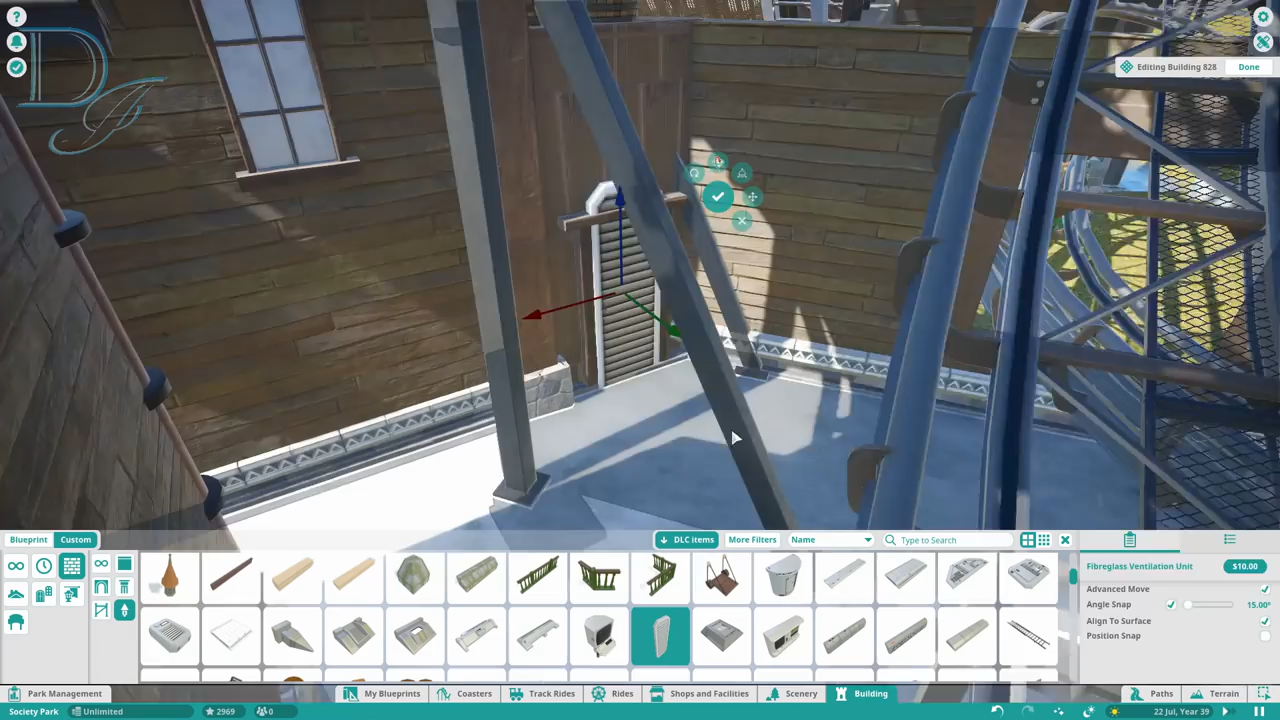 ?
DJ
Editing Building 828 Done
Blueprint Custom
DLC items More Filters Name Type to Search
Fibreglass Ventilation Unit $10.00
Advanced Move
Angle Snap 15.00°
Align To Surface
Position Snap
Park Management My Blueprints Coasters Track Rides Rides Shops and Facilities Scenery Building Paths Terrain
Society Park Unlimited 2969 0 22 Jul, Year 39